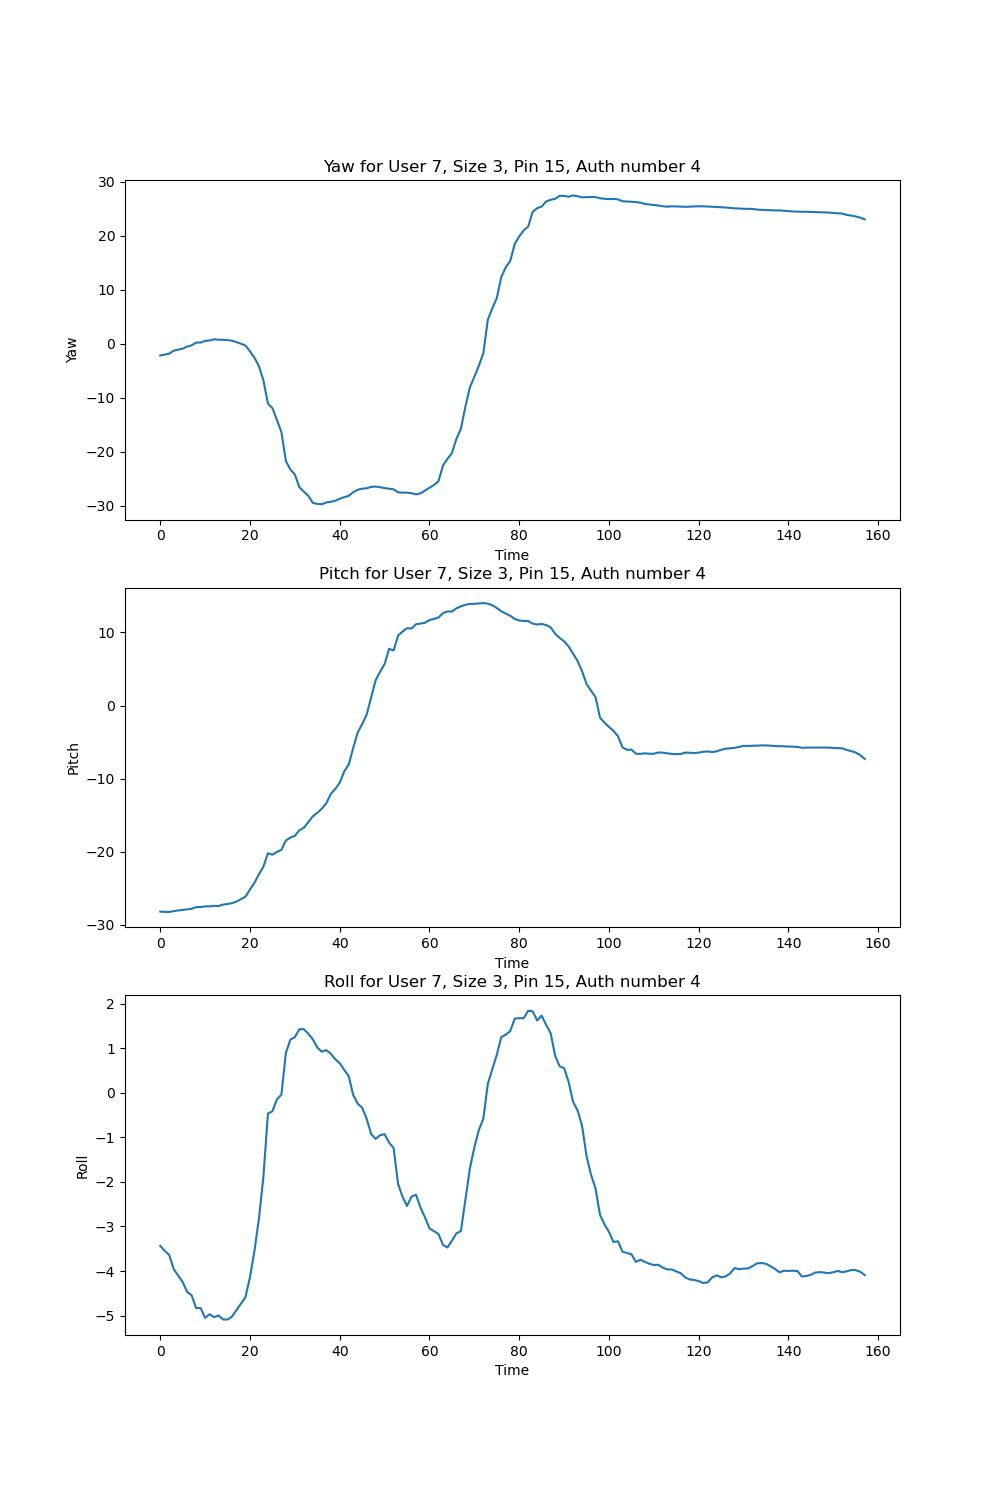 Yaw for User 7, Size 3, Pin 15, Auth number 4
30
20
10
0
−10
−20
−30
Yaw
0 20 40 60 80 100 120 140 160
Time
Pitch for User 7, Size 3, Pin 15, Auth number 4
10
0
−10
−20
−30
Pitch
0 20 40 60 80 100 120 140 160
Time
Roll for User 7, Size 3, Pin 15, Auth number 4
2
1
0
−1
−2
−3
−4
−5
Roll
0 20 40 60 80 100 120 140 160
Time